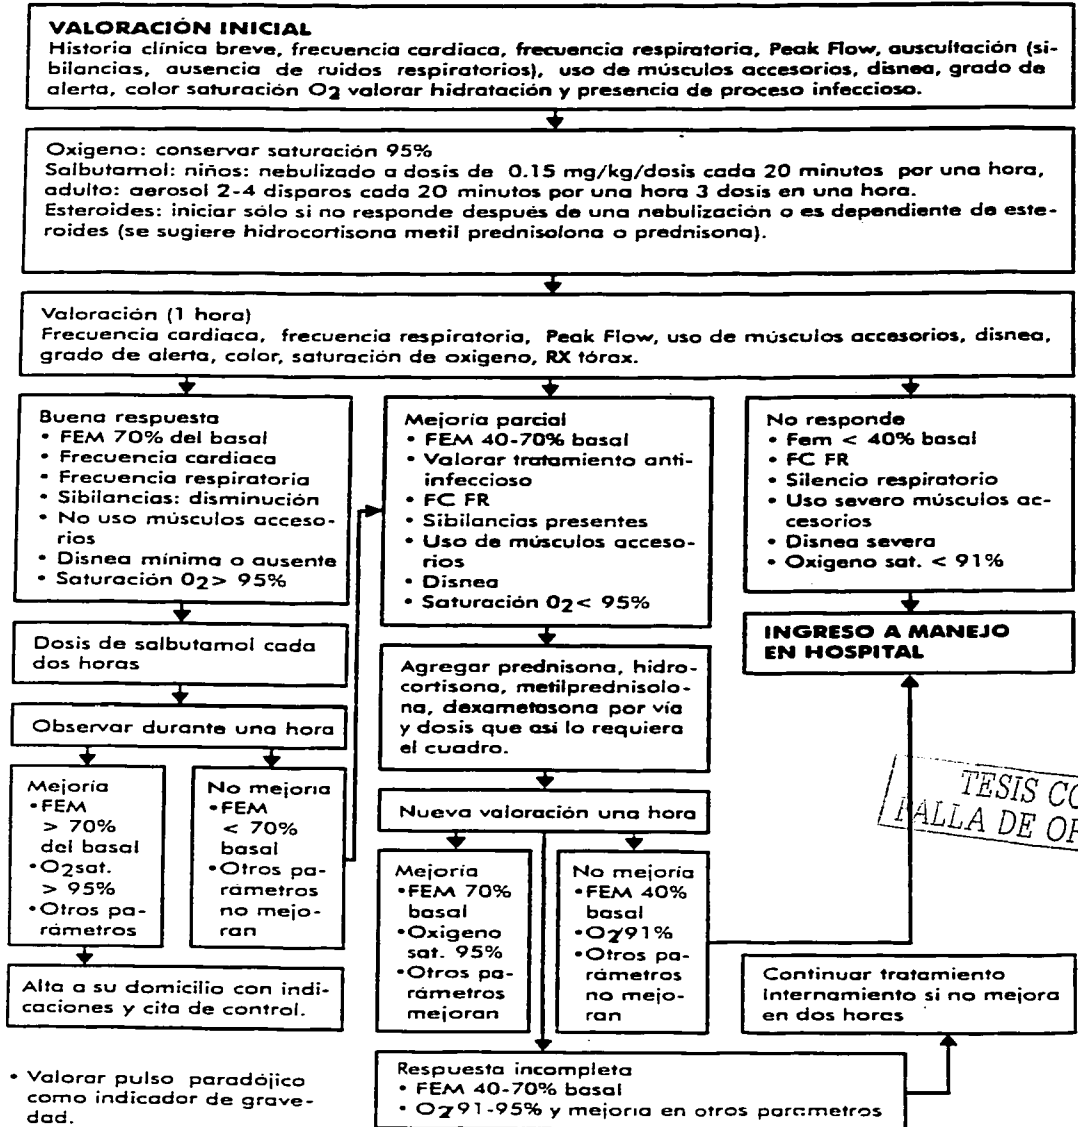 VALORACIÓN INICIAL
Historia clínica breve, frecuencia cardiaca, frecuencia respiratoria, Peak Flow, auscultación (si-
bilancias, ausencia de ruidos respiratorios), uso de músculos accesorios, disnea, grado de
alerta, color saturación O2 valorar hidratación y presencia de proceso infeccioso.
Oxigeno: conservar saturación 95%
Salbutamol: niños: nebulizado a dosis de 0.15 mg/kg/dosis cada 20 minutos por una hora,
adulto: aerosol 2-4 disparos cada 20 minutos por una hora 3 dosis en una hora.
Esteroides: iniciar sólo si no responde después de una nebulización o es dependiente de este-
roides (se sugiere hidrocortisona metil prednisolona o prednisona).
Valoración (1 hora)
Frecuencia cardiaca, frecuencia respiratoria, Peak Flow, uso de músculos accesorios, disnea,
grado de alerta, color, saturación de oxigeno, RX tórax.
Buena respuesta
• FEM 70% del basal
• Frecuencia cardiaca
• Frecuencia respiratoria
• Sibilancias: disminución
• No uso músculos acceso-
rios
• Disnea mínima o ausente
• Saturación 02> 95%
Dosis de salbutamol cada
dos horas
Observar durante una hora
Mejoría
•FEM
> 70%
del basal
•O2sat.
> 95%
•Otros pa-
rámetros
No mejoria
•FEM
< 70%
basal
•Otros pa-
rámetros
no mejo-
ran
Alta a su domicilio con indi-
caciones y cita de control.
• Valorar pulso paradójico
como indicador de grave-
dad.
Mejoría parcial
• FEM 40-70% basal
• Valorar tratamiento anti-
infeccioso
• FC FR
• Sibilancias presentes
• Uso de músculos acceso-
rios
• Disnea
• Saturación 02< 95%
Agregar prednisona, hidro-
cortisona, metilprednisolo-
na, dexametasona por vía
y dosis que así lo requiera
el cuadro.
Nueva valoración una hora
Mejoría
•FEM 70%
basal
•Oxigeno
sat. 95%
•Otros pa-
rámetros
mejoran
No mejoría
•FEM 40%
basal
•O291%
•Otros pa-
rámetros
no mejo-
ran
Respuesta incompleta
• FEM 40-70% basal
• O291-95% y mejoria en otros parametros
No responde
• Fem < 40% basal
• FC FR
• Silencio respiratorio
• Uso severo músculos ac-
cesorios
• Disnea severa
• Oxigeno sat. < 91%
INGRESO A MANEJO
EN HOSPITAL
Continuar tratamiento
Internamiento si no mejora
en dos horas
TESIS CO
FALLA DE OR